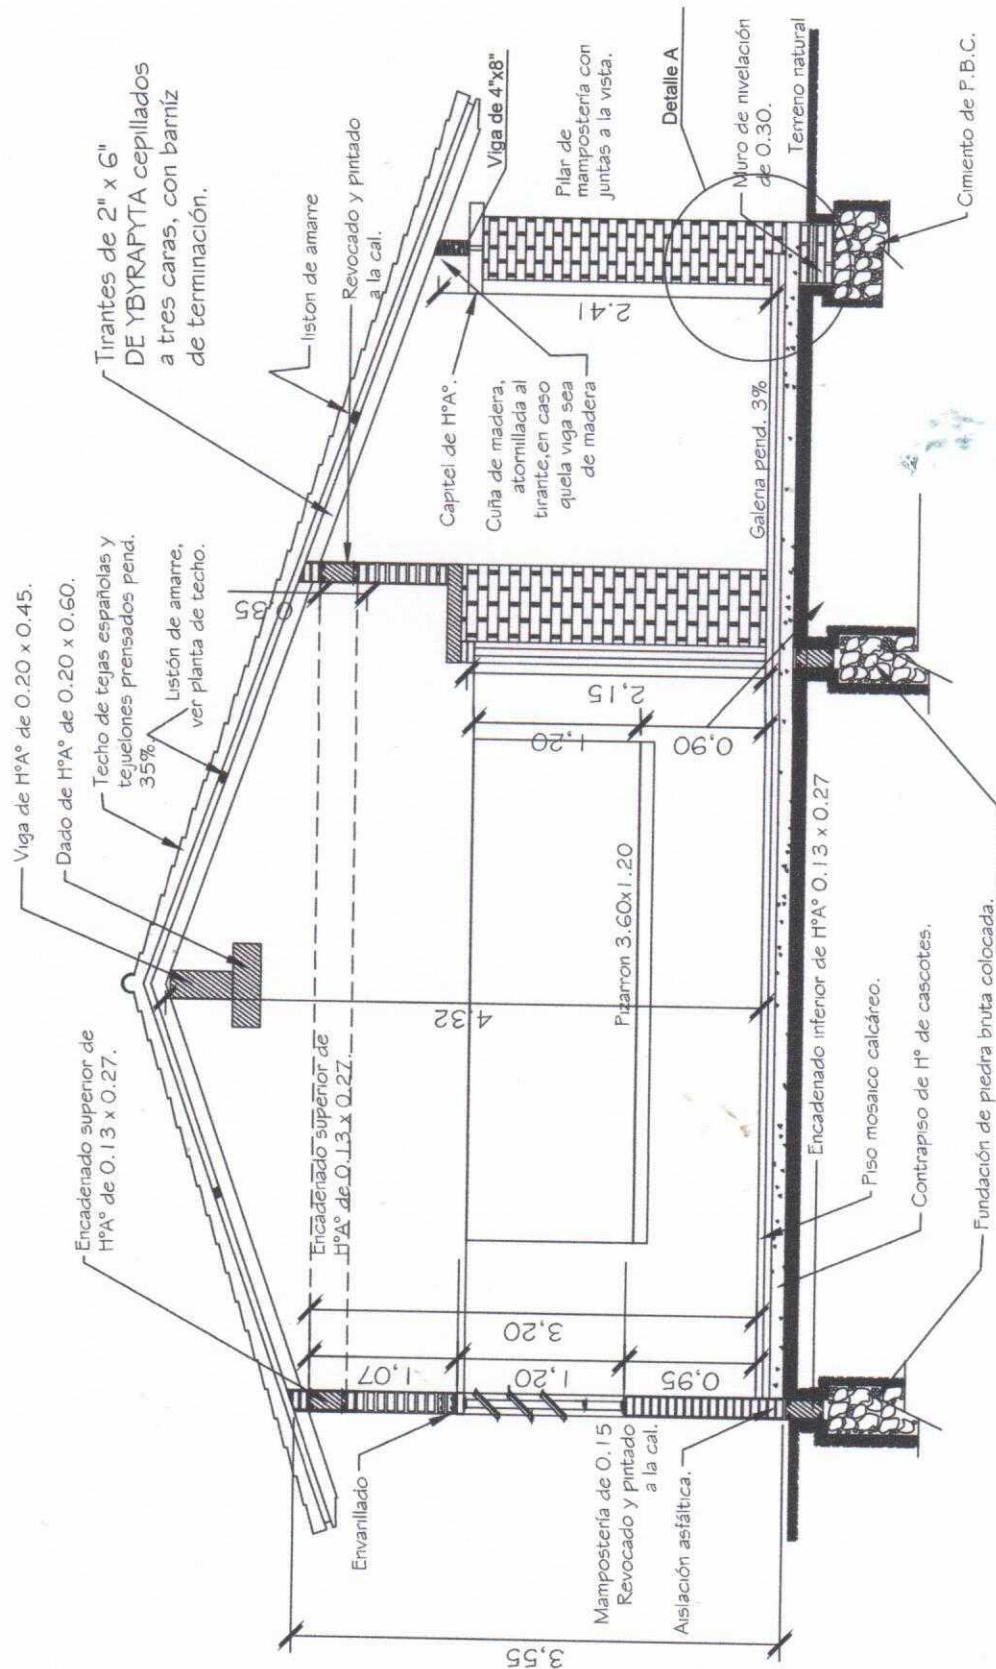 Viga de HºAº de 0.20 x 0.45.
Dado de HºAº de 0.20 x 0.60.
Techo de tejas españolas y
tejuelones prensados pend.
35%.
Listón de amarre,
ver planta de techo.
Tirantes de 2" x 6"
DE YBYRAPYTA cepillados
a tres caras, con barníz
de terminación.
liston de amarre
Revocado y pintado
a la cal.
Viga de 4"x8"
Encadenado superior de
HºAº de 0.13 x 0.27.
Encadenado superior de
HºAº de 0.13 x 0.27.
0,35
Capitel de HºAº.
Cuña de madera,
atornillada al
tirante,en caso
quela viga sea
de madera
Pilar de
mampostería con
juntas a la vista.
Detalle A
Muro de nivelación
de 0.30.
Terreno natural
Cimiento de P.B.C.
2.41
Galeria pend. 3%
2,15
1,20
0,90
4.32
Pizarron 3.60x1.20
3,20
1,07
1,20
0,95
3,55
Envarillado
Mampostería de 0.15
Revocado y pintado
a la cal.
Aislación asfáltica.
Encadenado inferior de HºAº 0.13 x 0.27
Piso mosaico calcáreo.
Contrapiso de Hº de cascotes.
Fundación de piedra bruta colocada.